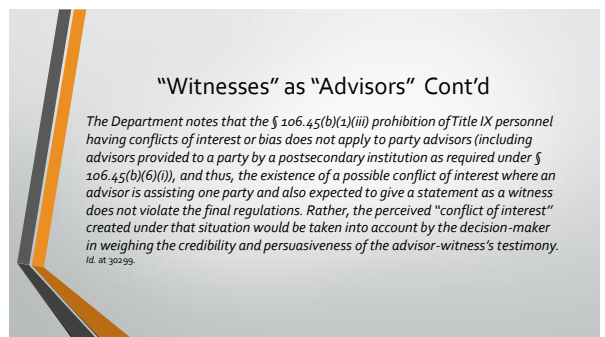 “Witnesses” as “Advisors” Cont’d
The Department notes that the § 106.45(b)(1)(iii) prohibition of Title IX personnel
having conflicts of interest or bias does not apply to party advisors (including
advisors provided to a party by a postsecondary institution as required under §
106.45(b)(6)(i)), and thus, the existence of a possible conflict of interest where an
advisor is assisting one party and also expected to give a statement as a witness
does not violate the final regulations. Rather, the perceived “conflict of interest”
created under that situation would be taken into account by the decision-maker
in weighing the credibility and persuasiveness of the advisor-witness’s testimony.
Id. at 30299.